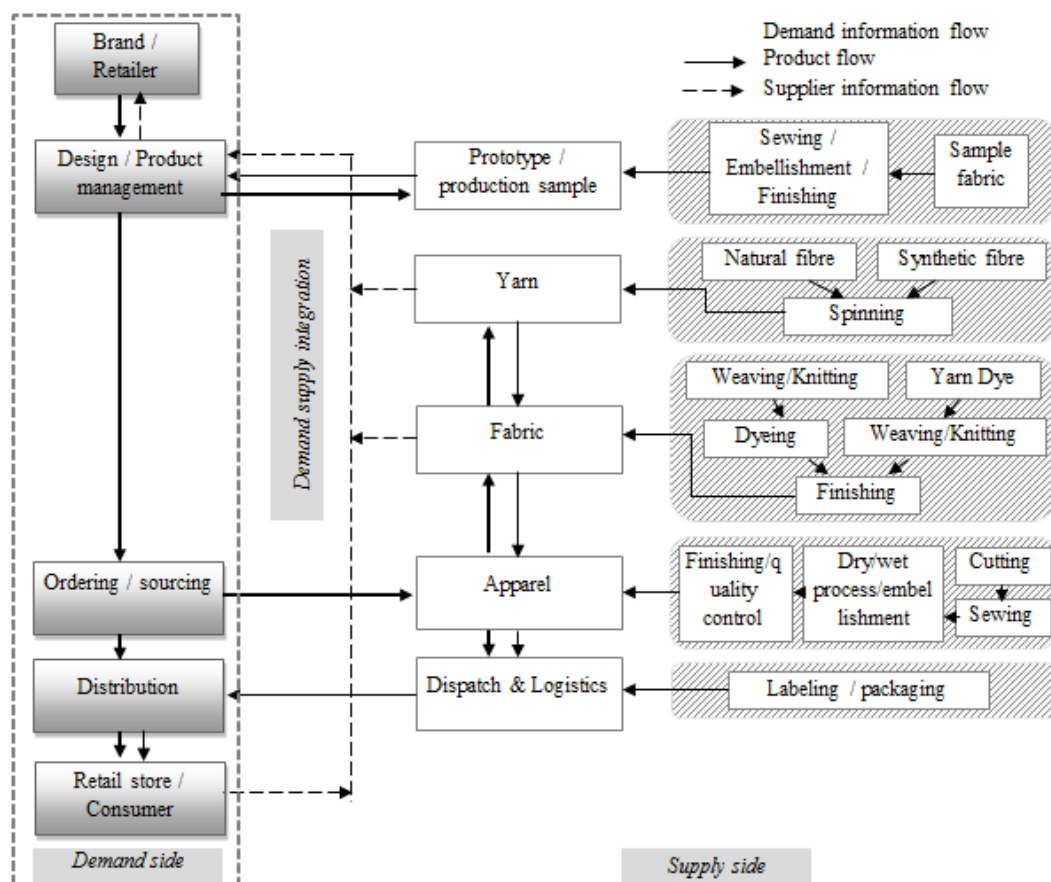 Brand /
Retailer
Demand information flow
Product flow
Supplier information flow
Design / Product
management
Prototype /
production sample
Sewing /
Embellishment /
Finishing
Sample
fabric
Demand supply integration
Yarn
Natural fibre
Synthetic fibre
Spinning
Fabric
Weaving/Knitting
Yarn Dye
Dyeing
Weaving/Knitting
Finishing
Ordering / sourcing
Apparel
Finishing/q
uality
control
Dry/wet
process/embel
lishment
Cutting
Sewing
Distribution
Dispatch & Logistics
Labeling / packaging
Retail store /
Consumer
Demand side
Supply side